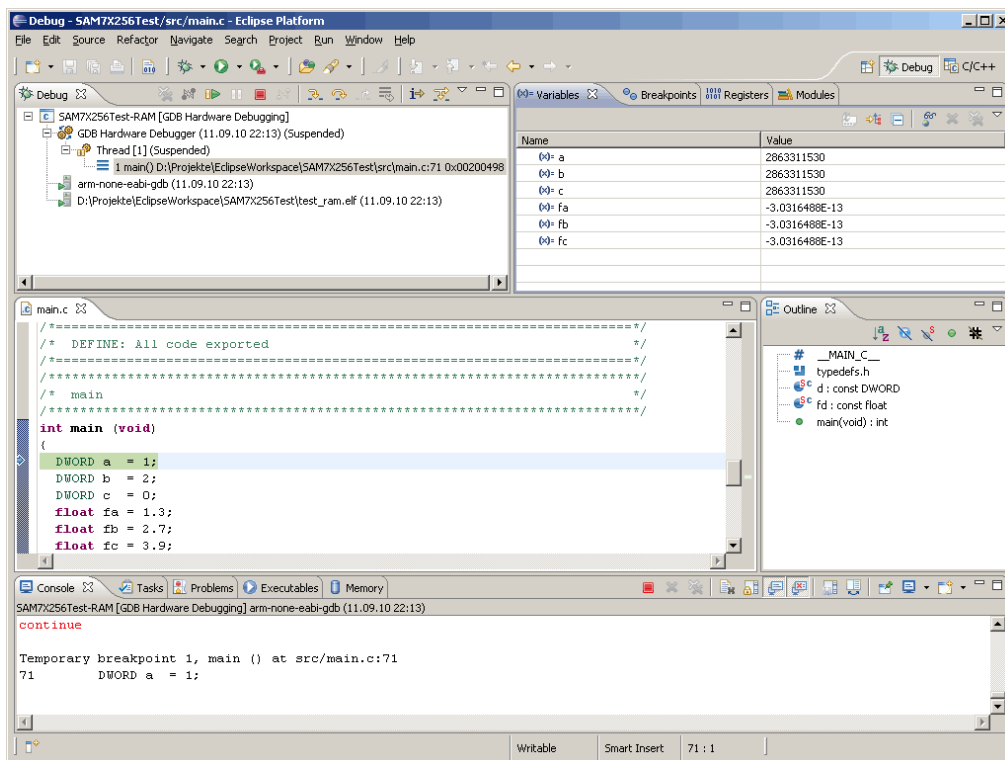 Debug - SAM7X256Test/src/main.c - Eclipse Platform
File Edit Source Refactor Navigate Search Project Run Window Help
Debug C/C++
Debug
SAM7X256Test-RAM [GDB Hardware Debugging]
GDB Hardware Debugger (11.09.10 22:13) (Suspended)
Thread [1] (Suspended)
1 main() D:\Projekte\EclipseWorkspace\SAM7X256Test\src\main.c:71 0x00200498
arm-none-eabi-gdb (11.09.10 22:13)
D:\Projekte\EclipseWorkspace\SAM7X256Test\test_ram.elf (11.09.10 22:13)
(x)= Variables Breakpoints 1010 0101 Registers Modules
Name Value
(x)= a 2863311530
(x)= b 2863311530
(x)= c 2863311530
(x)= fa -3.0316488E-13
(x)= fb -3.0316488E-13
(x)= fc -3.0316488E-13
main.c
/*=========================================================================*/
/* DEFINE: All code exported */
/*=========================================================================*/
/***************************************************************************/
/* main */
/***************************************************************************/
int main (void)
{
DWORD a = 1;
DWORD b = 2;
DWORD c = 0;
float fa = 1.3;
float fb = 2.7;
float fc = 3.9;
Outline
# __MAIN_C__
typedefs.h
d : const DWORD
fd : const float
main(void) : int
Console Tasks Problems Executables Memory
SAM7X256Test-RAM [GDB Hardware Debugging] arm-none-eabi-gdb (11.09.10 22:13)
continue
Temporary breakpoint 1, main () at src/main.c:71
71 DWORD a = 1;
Writable Smart Insert 71 : 1